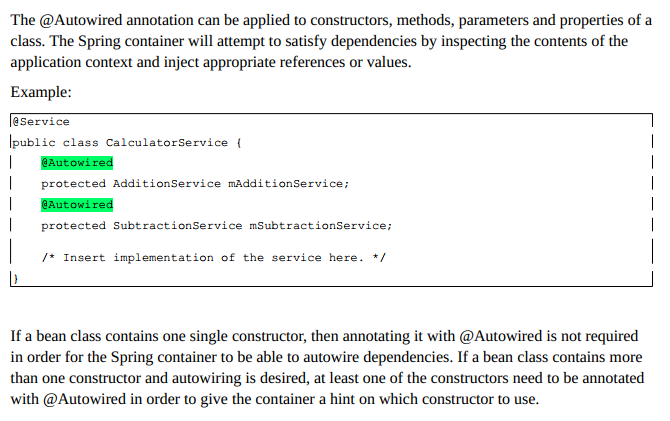 The @Autowired annotation can be applied to constructors, methods, parameters and properties of a
class. The Spring container will attempt to satisfy dependencies by inspecting the contents of the
application context and inject appropriate references or values.
Example:
@Service
public class CalculatorService {
@Autowired
protected AdditionService mAdditionService;
@Autowired
protected SubtractionService mSubtractionService;
/* Insert implementation of the service here. */
}
If a bean class contains one single constructor, then annotating it with @Autowired is not required
in order for the Spring container to be able to autowire dependencies. If a bean class contains more
than one constructor and autowiring is desired, at least one of the constructors need to be annotated
with @Autowired in order to give the container a hint on which constructor to use.